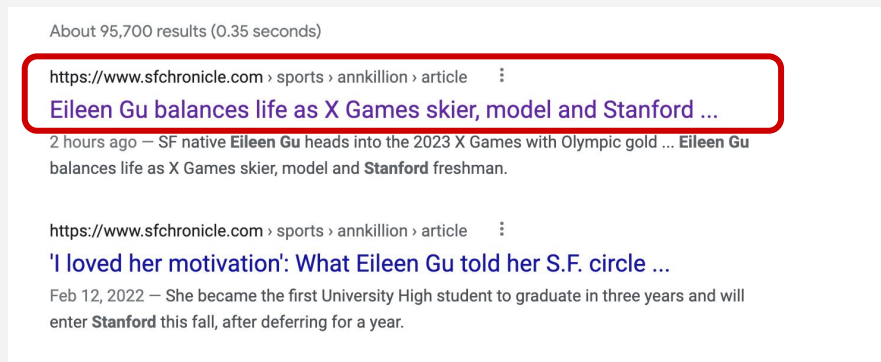 About 95,700 results (0.35 seconds)
https://www.sfchronicle.com › sports › annkillion › article
Eileen Gu balances life as X Games skier, model and Stanford ...
2 hours ago — SF native Eileen Gu heads into the 2023 X Games with Olympic gold ... Eileen Gu
balances life as X Games skier, model and Stanford freshman.
https://www.sfchronicle.com › sports › annkillion › article
'I loved her motivation': What Eileen Gu told her S.F. circle ...
Feb 12, 2022 — She became the first University High student to graduate in three years and will
enter Stanford this fall, after deferring for a year.